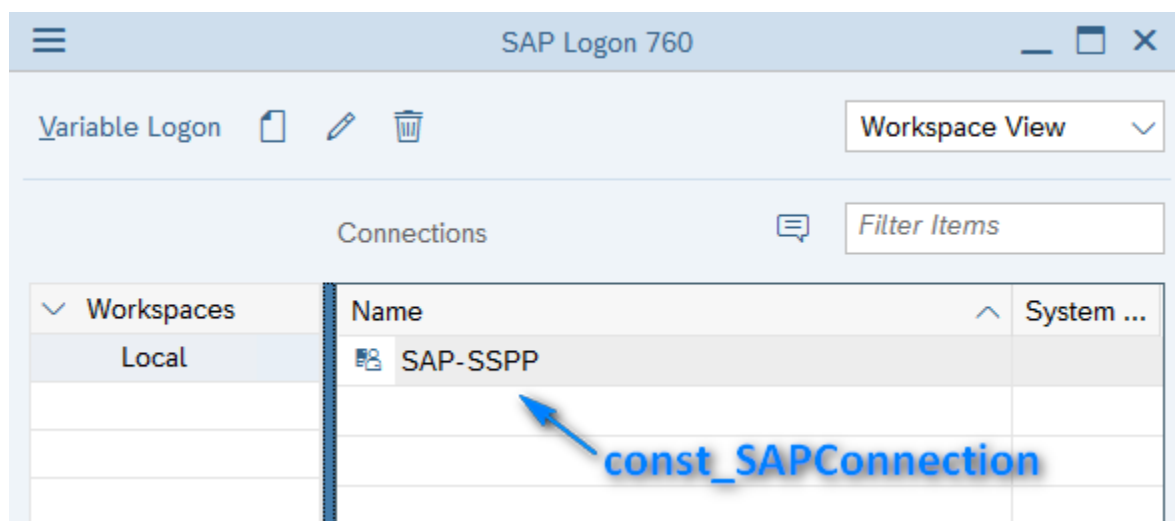 SAP Logon 760
Variable Logon
Workspace View
Connections
Filter Items
Workspaces
Name
System ...
Local
SAP-SSPP
const_SAPConnection